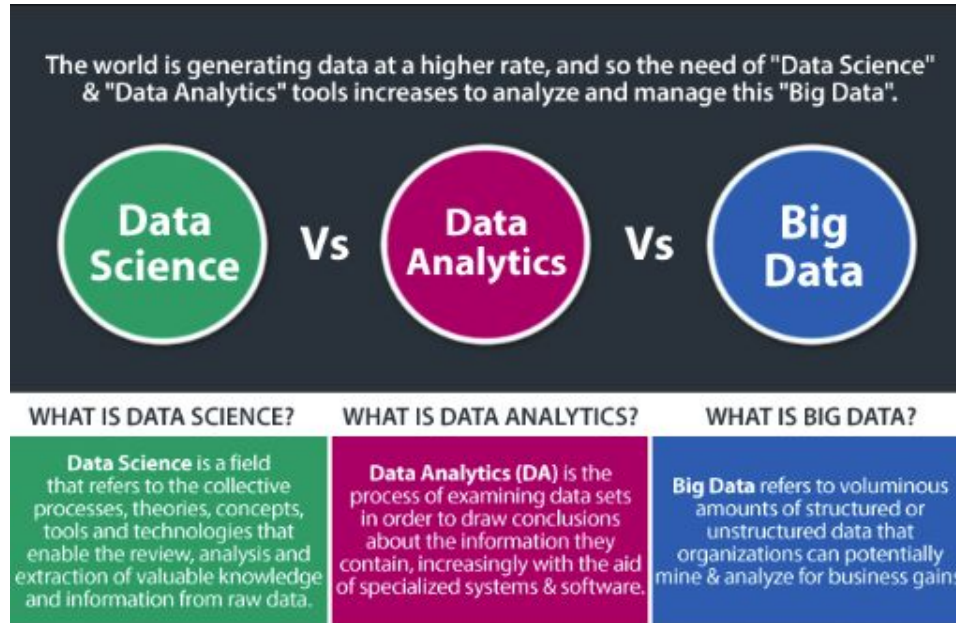 The world is generating data at a higher rate, and so the need of "Data Science"
& "Data Analytics" tools increases to analyze and manage this "Big Data".
Data
Science
Vs
Data
Analytics
Vs
Big
Data
WHAT IS DATA SCIENCE?
Data Science is a field
that refers to the collective
processes, theories, concepts,
tools and technologies that
enable the review, analysis and
extraction of valuable knowledge
and information from raw data.
WHAT IS DATA ANALYTICS?
Data Analytics (DA) is the
process of examining data sets
in order to draw conclusions
about the information they
contain, increasingly with the aid
of specialized systems & software.
WHAT IS BIG DATA?
Big Data refers to voluminous
amounts of structured or
unstructured data that
organizations can potentially
mine & analyze for business gains